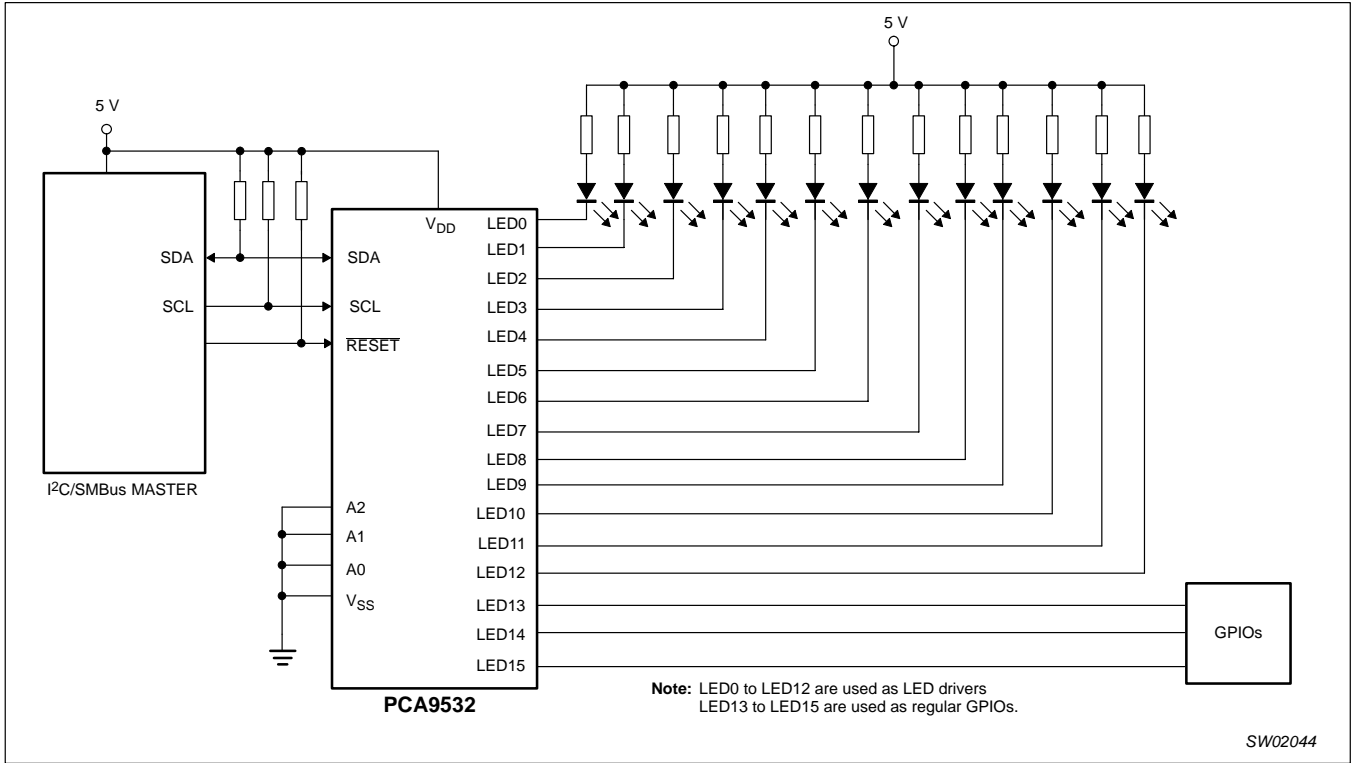 5 V
5 V
SDA
SCL
I2C/SMBus MASTER
VDD
SDA
SCL
RESET
A2
A1
A0
VSS
LED0
LED1
LED2
LED3
LED4
LED5
LED6
LED7
LED8
LED9
LED10
LED11
LED12
LED13
LED14
LED15
PCA9532
GPIOs
Note: LED0 to LED12 are used as LED drivers
LED13 to LED15 are used as regular GPIOs.
SW02044